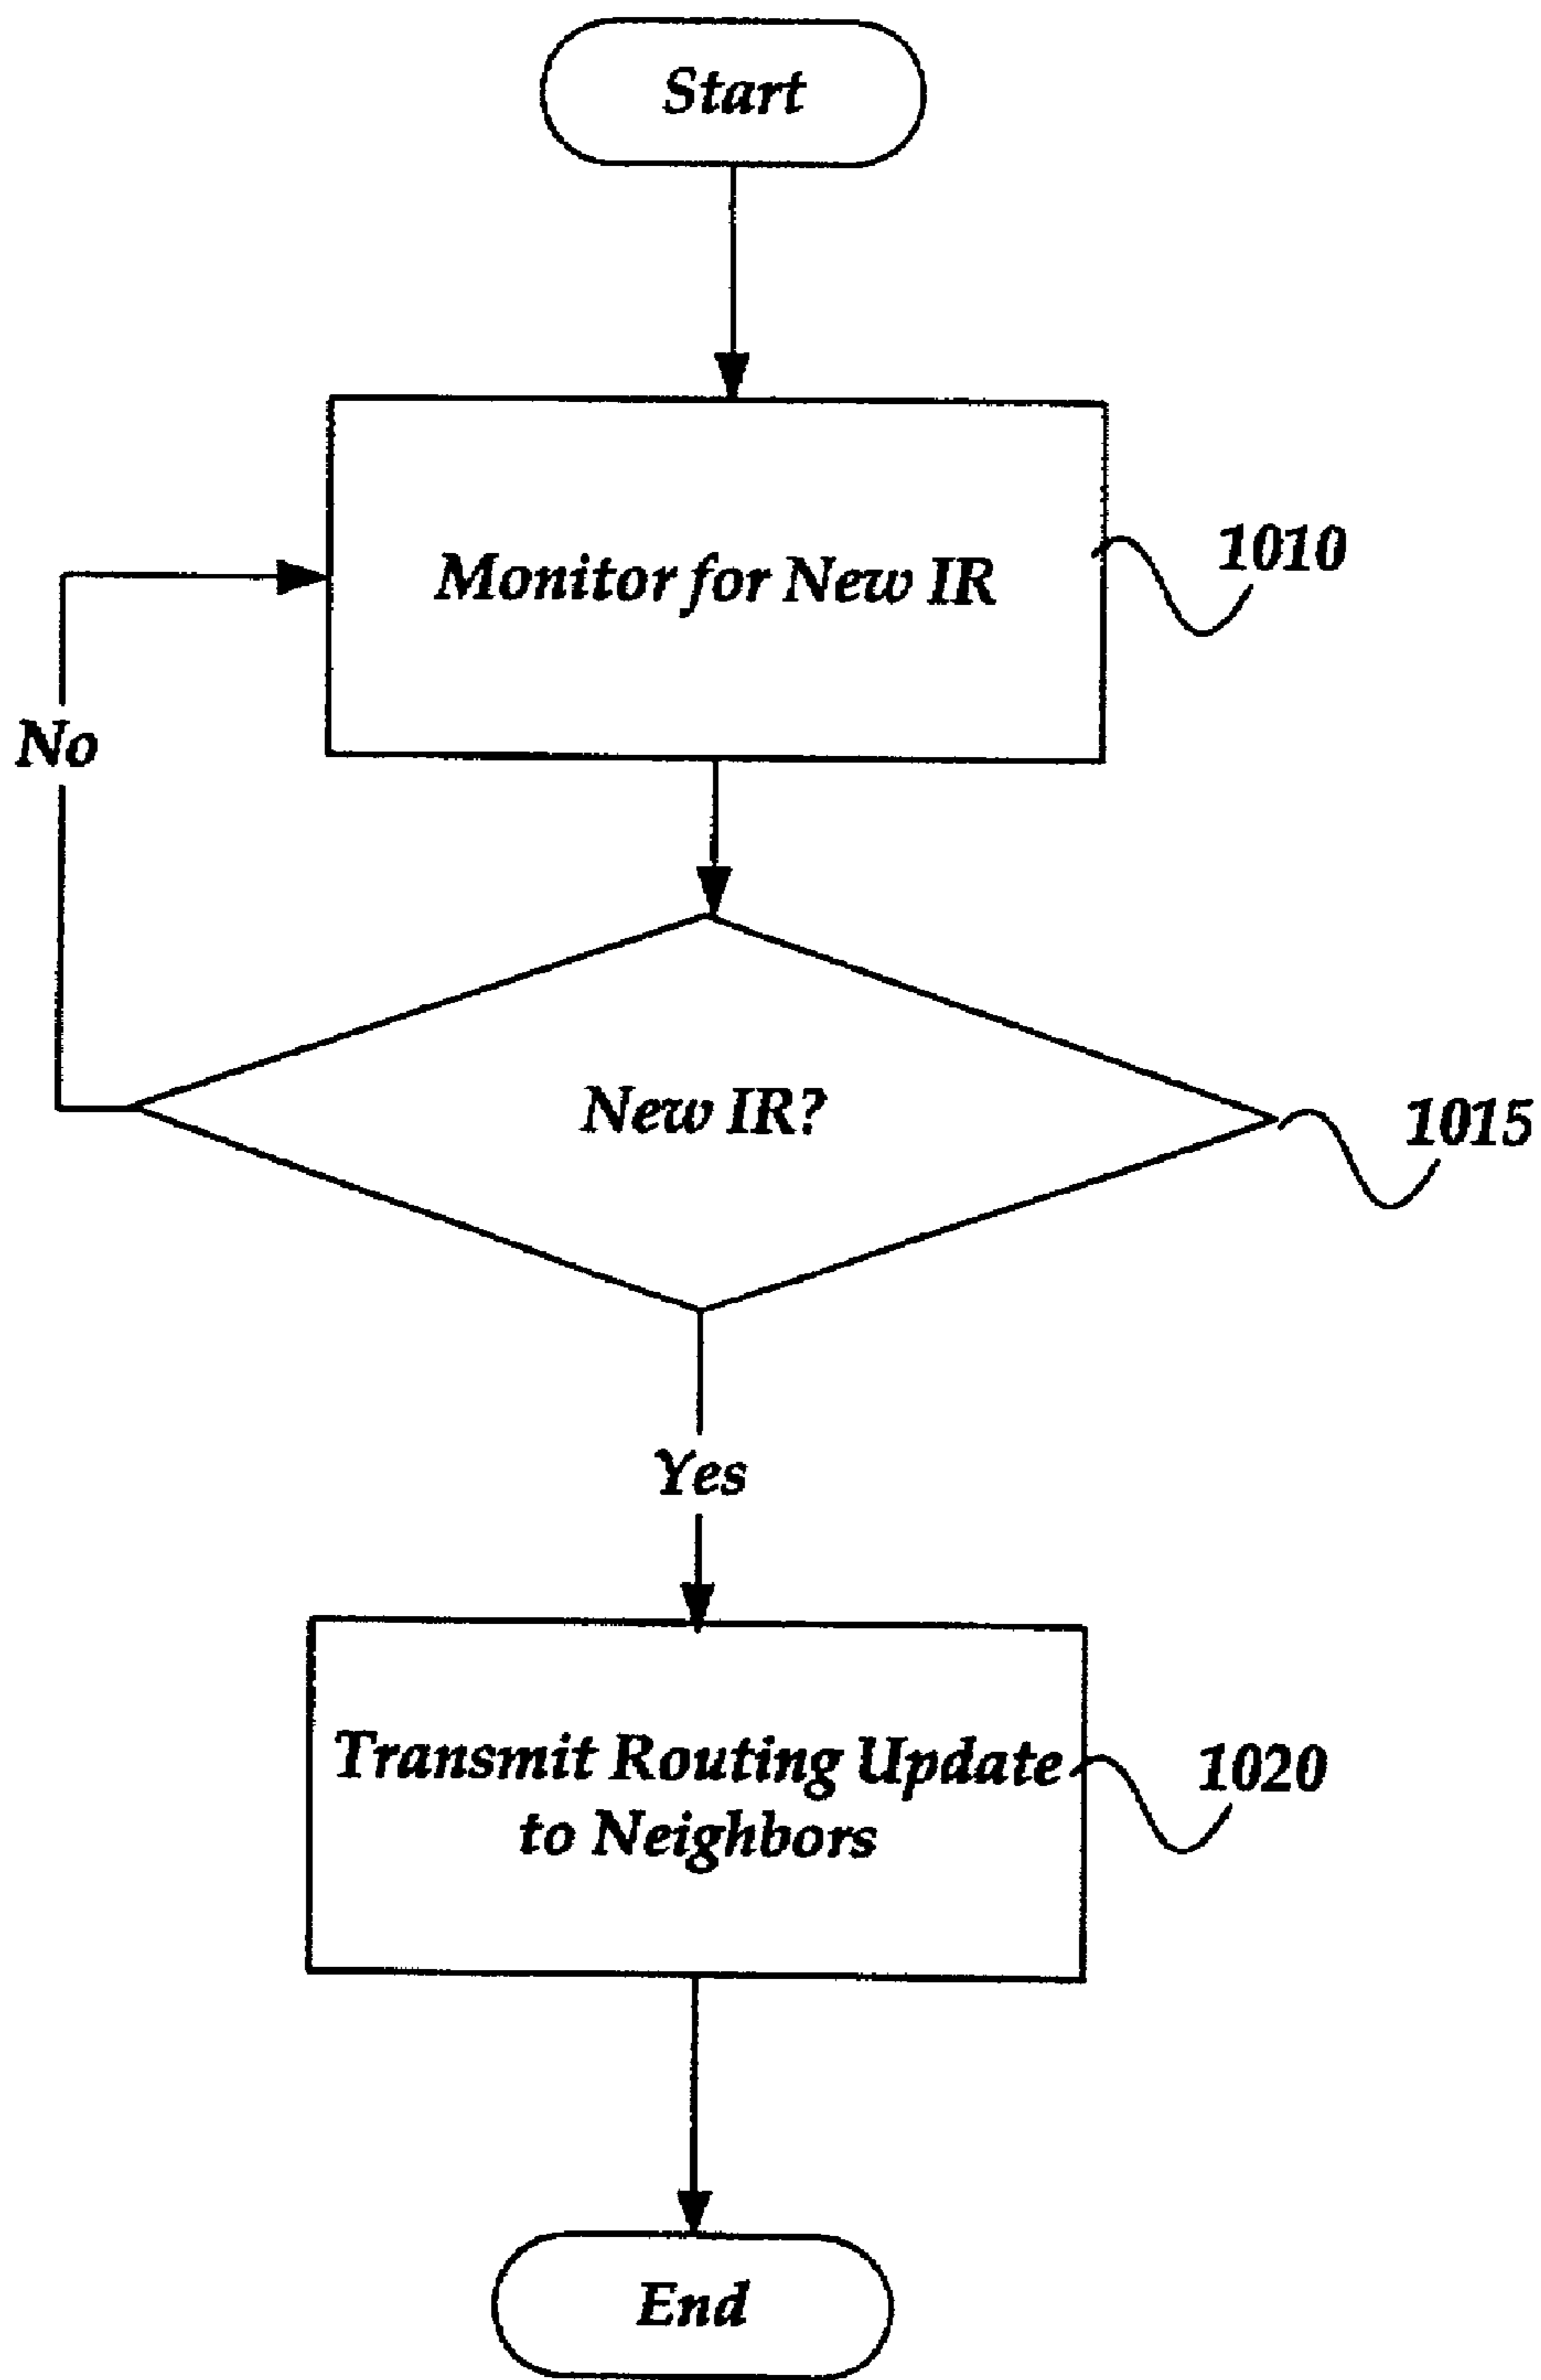 Start
Monitor for New IR
1010
No
New IR?
1015
Yes
Transmit Routing Update
to Neighbors
1020
End